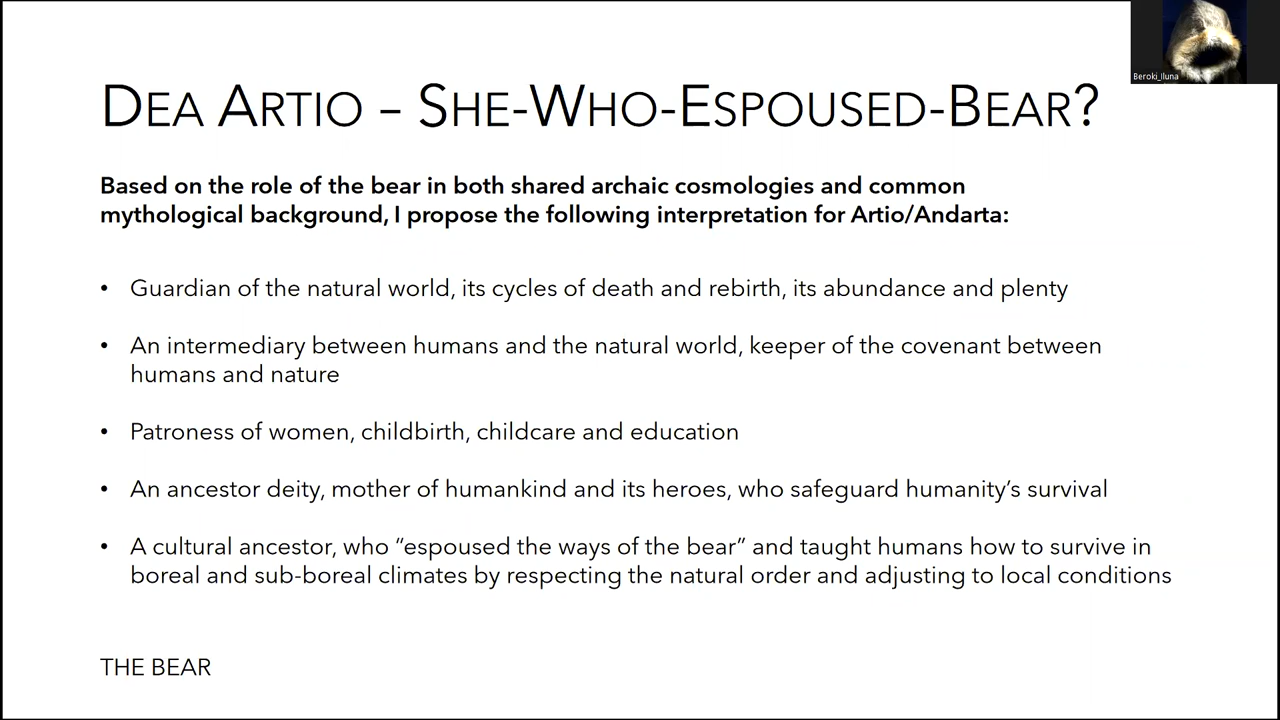 Beroki_Iluna
DEA ARTIO – SHE-WHO-ESPOUSED-BEAR?
Based on the role of the bear in both shared archaic cosmologies and common
mythological background, I propose the following interpretation for Artio/Andarta:
• Guardian of the natural world, its cycles of death and rebirth, its abundance and plenty
• An intermediary between humans and the natural world, keeper of the covenant between
humans and nature
• Patroness of women, childbirth, childcare and education
• An ancestor deity, mother of humankind and its heroes, who safeguard humanity’s survival
• A cultural ancestor, who “espoused the ways of the bear” and taught humans how to survive in
boreal and sub-boreal climates by respecting the natural order and adjusting to local conditions
THE BEAR